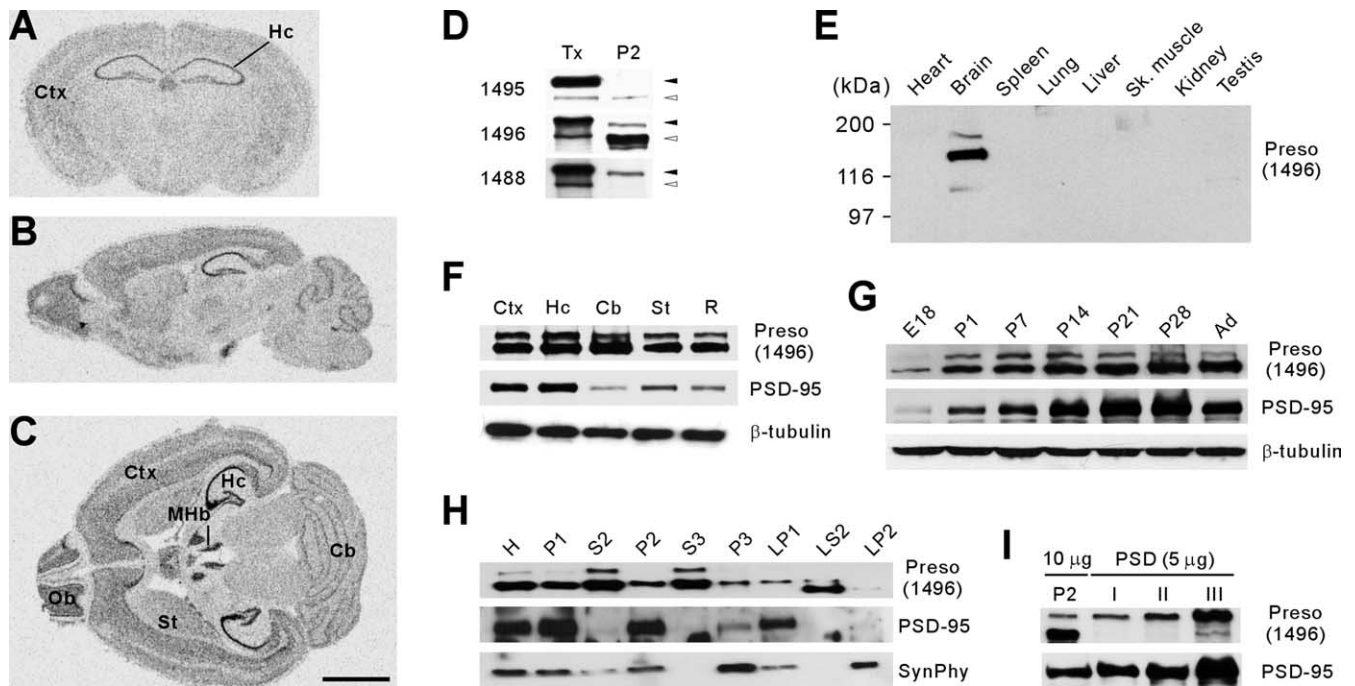 A
Hc
Ctx
B
C
Ctx
Hc
MHb
Cb
Ob
St
D
Tx P2
1495
1496
1488
E
Heart Brain Spleen Lung Liver Sk. muscle Kidney Testis
(kDa)
200
116
97
Preso
(1496)
F
Ctx Hc Cb St R
Preso
(1496)
PSD-95
β-tubulin
G
E18 P1 P7 P14 P21 P28 Ad
Preso
(1496)
PSD-95
β-tubulin
H
H P1 S2 P2 S3 P3 LP1 LS2 LP2
Preso
(1496)
PSD-95
SynPhy
I
10 μg PSD (5 μg)
P2 I II III
Preso
(1496)
PSD-95